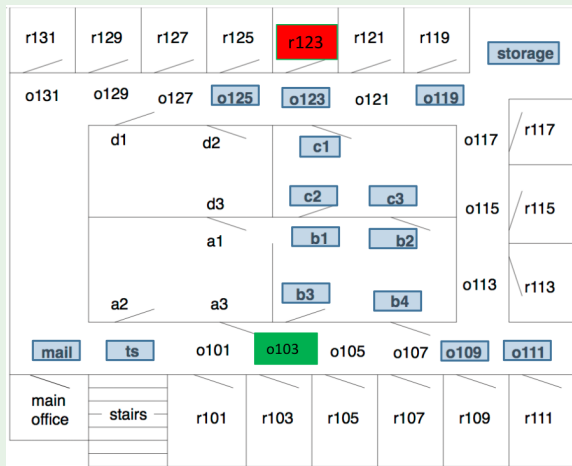 r131 r129 r127 r125 r123 r121 r119
storage
o131 o129 o127 o125 o123 o121 o119
d1 d2 c1 o117 r117
d3 c2 c3 o115 r115
a1 b1 b2
a2 a3 b3 b4 o113 r113
mail ts o101 o103 o105 o107 o109 o111
main
office
stairs r101 r103 r105 r107 r109 r111